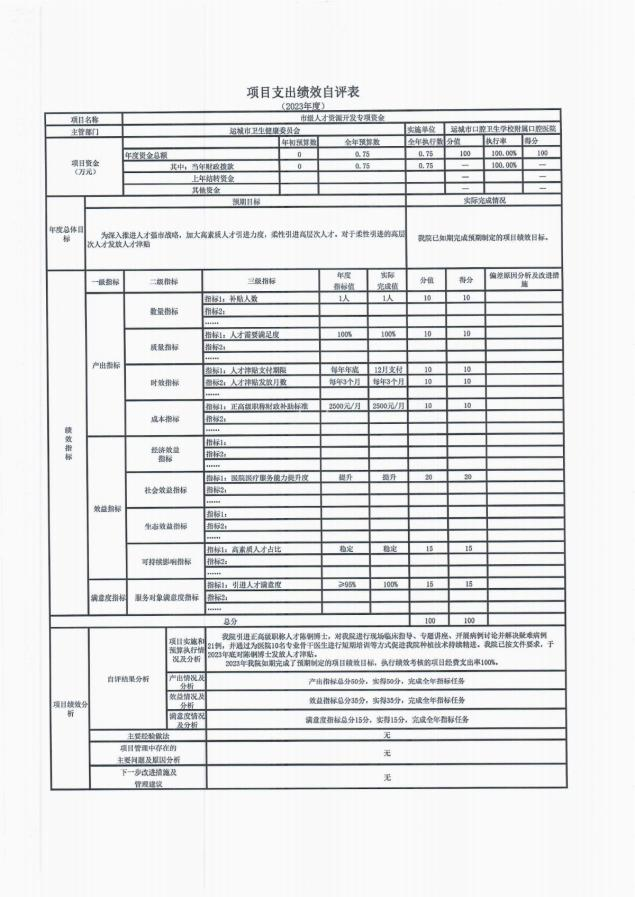 项目支出绩效自评表
（2023年度）
项目名称 市级人才资源开发专项资金
主管部门 运城市卫生健康委员会 实施单位 运城市口腔卫生学校附属口腔医院
项目资金（万元） 年初预算数 全年预算数 全年执行数 分值 执行率 得分
年度资金总额 0 0.75 0.75 100 100.00% 100
其中：当年财政拨款 0 0.75 0.75 — 100.00% —
上年结转资金 — —
其他资金 — —
年度总体目标 预期目标 实际完成情况
为深入推进人才强市战略，加大高素质人才引进力度，柔性引进高层次人才。对于柔性引进的高层
次人才发放人才津贴
我院已如期完成预期制定的项目绩效目标。
绩效指标 一级指标 二级指标 三级指标 年度指标值 实际完成值 分值 得分 偏差原因分析及改进措施
产出指标 数量指标 指标1：补贴人数 1人 1人 10 10
指标2：
……
质量指标 指标1：人才需要满足度 100% 100% 10 10
指标2：
……
时效指标 指标1：人才津贴支付期限 每年年底 12月支付 10 10
指标2：人才津贴发放月数 每年3个月 每年3个月 10 10
……
成本指标 指标1：正高级职称财政补助标准 2500元/月 2500元/月 10 10
指标2：
……
效益指标 经济效益指标 指标1：
指标2：
……
社会效益指标 指标1：医院医疗服务能力提升度 提升 提升 20 20
指标2：
……
生态效益指标 指标1：
指标2：
……
可持续影响指标 指标1：高素质人才占比 稳定 稳定 15 15
指标2：
……
满意度指标 服务对象满意度指标 指标1：引进人才满意度 ≥95% 100% 15 15
指标2：
……
总分 100 100
项目绩效分析 自评结果分析 项目实施和预算执行情况及分析
我院引进正高级职称人才陈钢博士，对我院进行现场临床指导、专题讲座、开展病例讨论并解决疑难病例
21例，并通过为医院10名专业骨干医生进行短期培训等方式促进我院种植技术持续精进。我院已按文件要求，于
2023年底对陈钢博士发放人才津贴。
2023年我院如期完成了预期制定的项目绩效目标，执行绩效考核的项目经费支出率100%。
产出情况及分析 产出指标总分50分，实得50分，完成全年指标任务
效益情况及分析 效益指标总分35分，实得35分，完成全年指标任务
满意度情况及分析 满意度指标总分15分，实得15分，完成全年指标任务
主要经验做法 无
项目管理中存在的主要问题及原因分析 无
下一步改进措施及管理建议 无